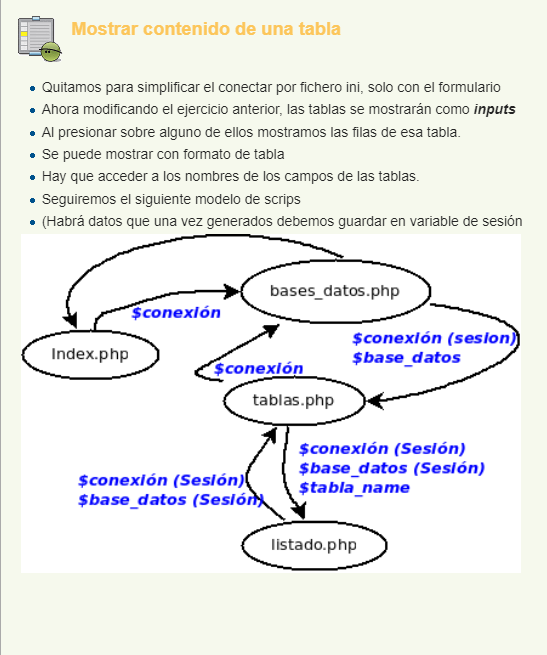 Mostrar contenido de una tabla
Quitamos para simplificar el conectar por fichero ini, solo con el formulario
Ahora modificando el ejercicio anterior, las tablas se mostrarán como inputs
Al presionar sobre alguno de ellos mostramos las filas de esa tabla.
Se puede mostrar con formato de tabla
Hay que acceder a los nombres de los campos de las tablas.
Seguiremos el siguiente modelo de scrips
(Habrá datos que una vez generados debemos guardar en variable de sesión
bases_datos.php
$conexión
Index.php
$conexión (sesion)
$base_datos
$conexión
tablas.php
$conexión (Sesión)
$base_datos (Sesión)
$tabla_name
$conexión (Sesión)
$base_datos (Sesión)
listado.php